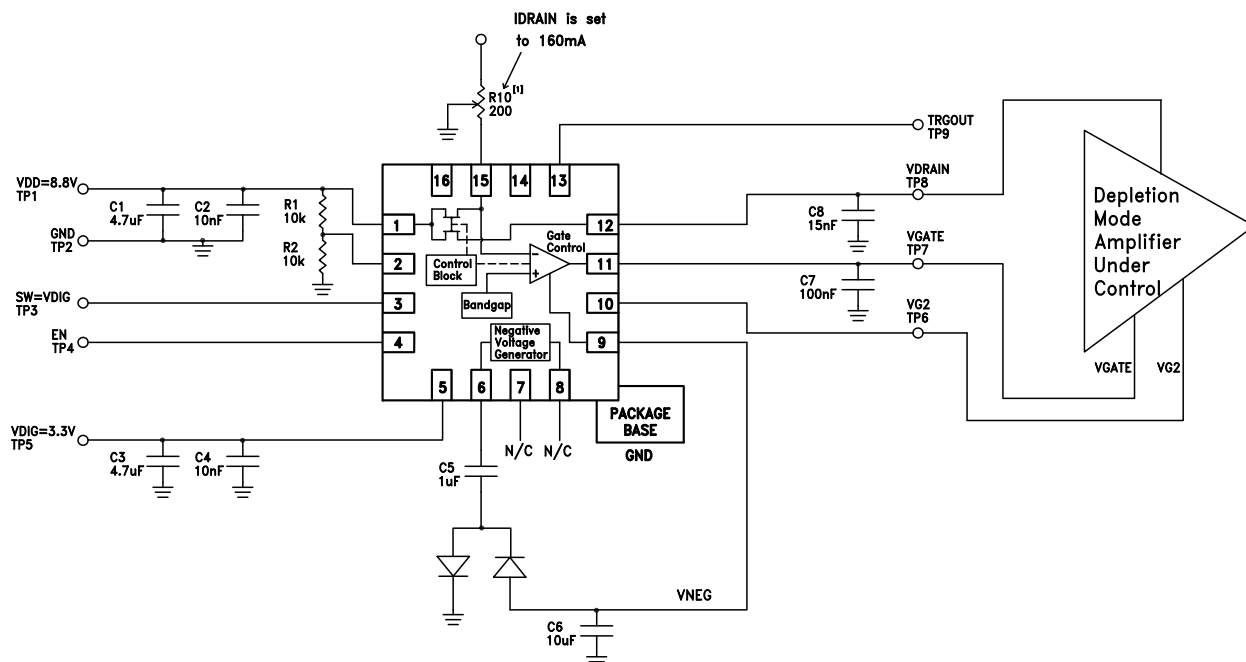 IDRAIN is set
to 160mA
R10[1]
200
TRGOUT
TP9
VDD=8.8V
TP1
C1
4.7uF
C2
10nF
R1
10k
GND
TP2
R2
10k
SW=VDIG
TP3
EN
TP4
16
15
14
13
1
2
3
4
12
11
10
9
5
6
7
8
Gate
Control
Control
Block
Bandgap
Negative
Voltage
Generator
-
+
VDRAIN
TP8
C8
15nF
VGATE
TP7
C7
100nF
VG2
TP6
Depletion
Mode
Amplifier
Under
Control
VGATE
VG2
PACKAGE
BASE
GND
VDIG=3.3V
TP5
C3
4.7uF
C4
10nF
N/C
N/C
C5
1uF
VNEG
C6
10uF